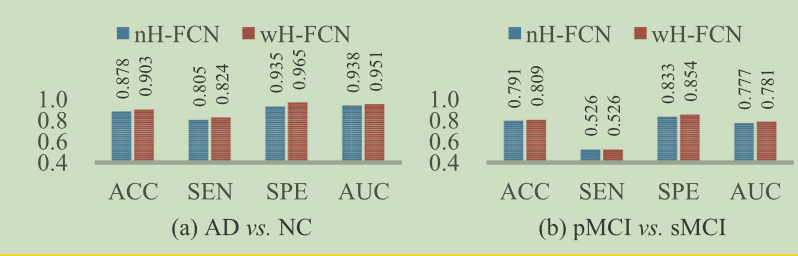 nH-FCN wH-FCN
0.878 0.903 0.805 0.824 0.935 0.965 0.938 0.951
1.0
0.8
0.6
0.4
ACC SEN SPE AUC
(a) AD vs. NC
nH-FCN wH-FCN
0.791 0.809 0.526 0.526 0.833 0.854 0.777 0.781
1.0
0.8
0.6
0.4
ACC SEN SPE AUC
(b) pMCI vs. sMCI